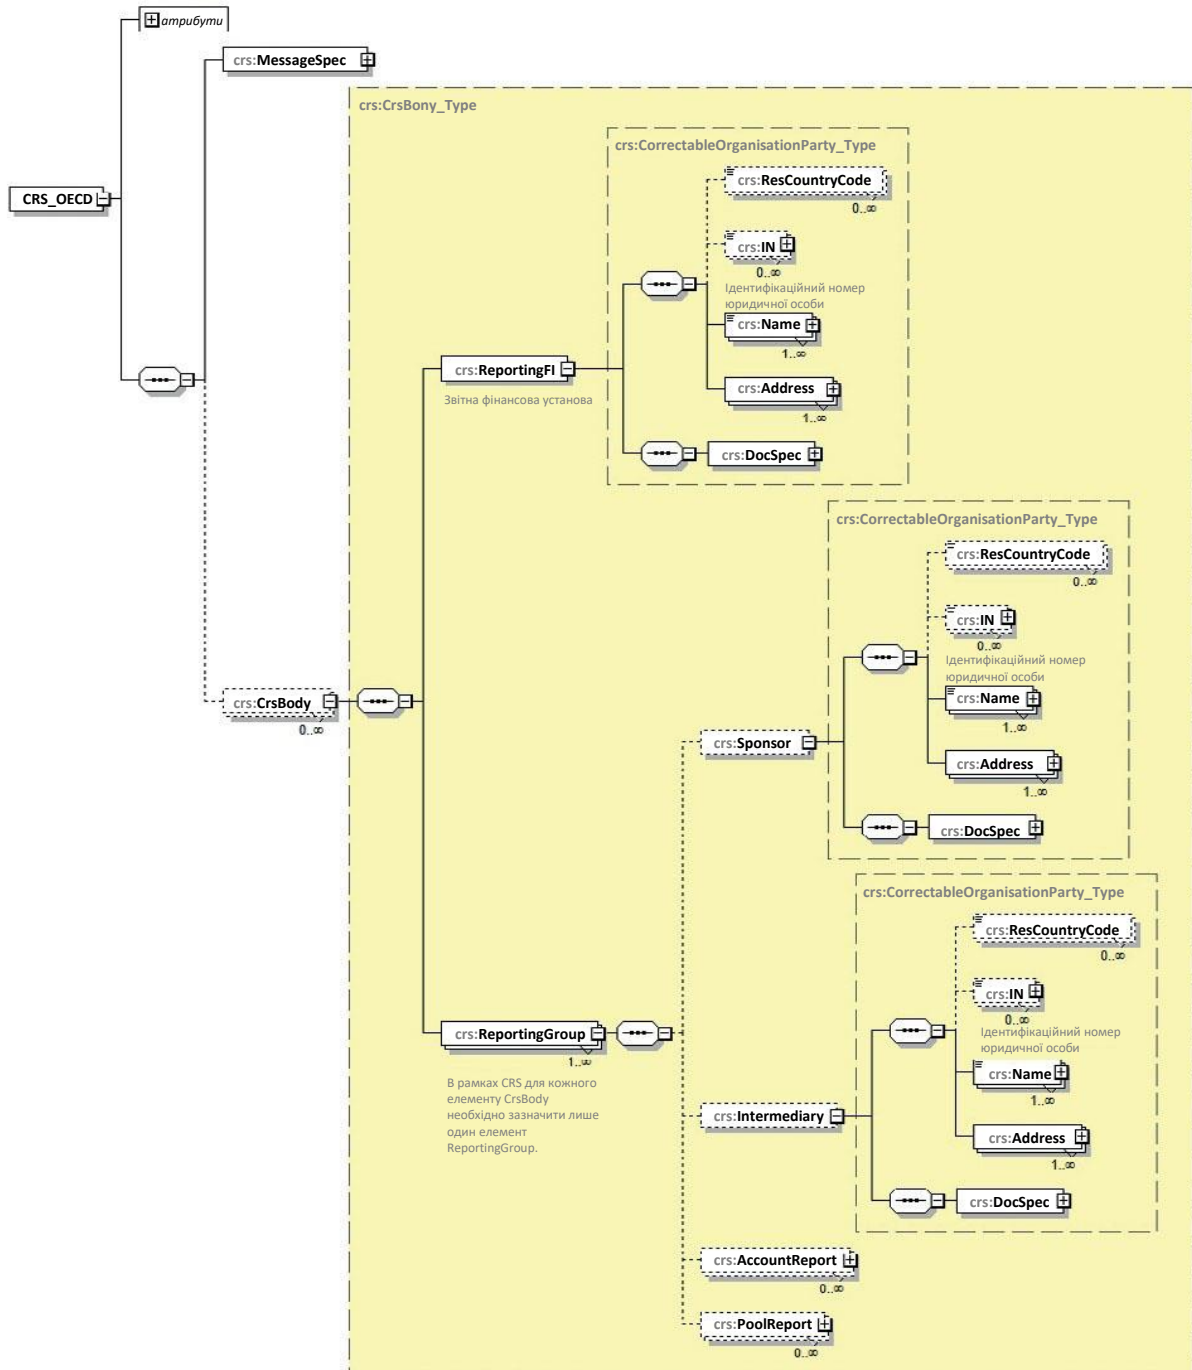 атрибути
crs:MessageSpec
crs:CrsBony_Type
crs:CorrectableOrganisationParty_Type
crs:ResCountryCode
0..∞
CRS_OECD
crs:IN
0..∞
Ідентифікаційний номер
юридичної особи
crs:Name
1..∞
crs:ReportingFI
Звітна фінансова установа
crs:Address
1..∞
crs:DocSpec
crs:CorrectableOrganisationParty_Type
crs:ResCountryCode
0..∞
crs:IN
0..∞
Ідентифікаційний номер
юридичної особи
crs:Name
1..∞
crs:CrsBody
0..∞
crs:Sponsor
crs:Address
1..∞
crs:DocSpec
crs:CorrectableOrganisationParty_Type
crs:ResCountryCode
0..∞
crs:IN
0..∞
Ідентифікаційний номер
юридичної особи
crs:ReportingGroup
1..∞
В рамках CRS для кожного
елементу CrsBody
необхідно зазначити лише
один елемент
ReportingGroup.
crs:Name
1..∞
crs:Intermediary
crs:Address
1..∞
crs:DocSpec
crs:AccountReport
0..∞
crs:PoolReport
0..∞